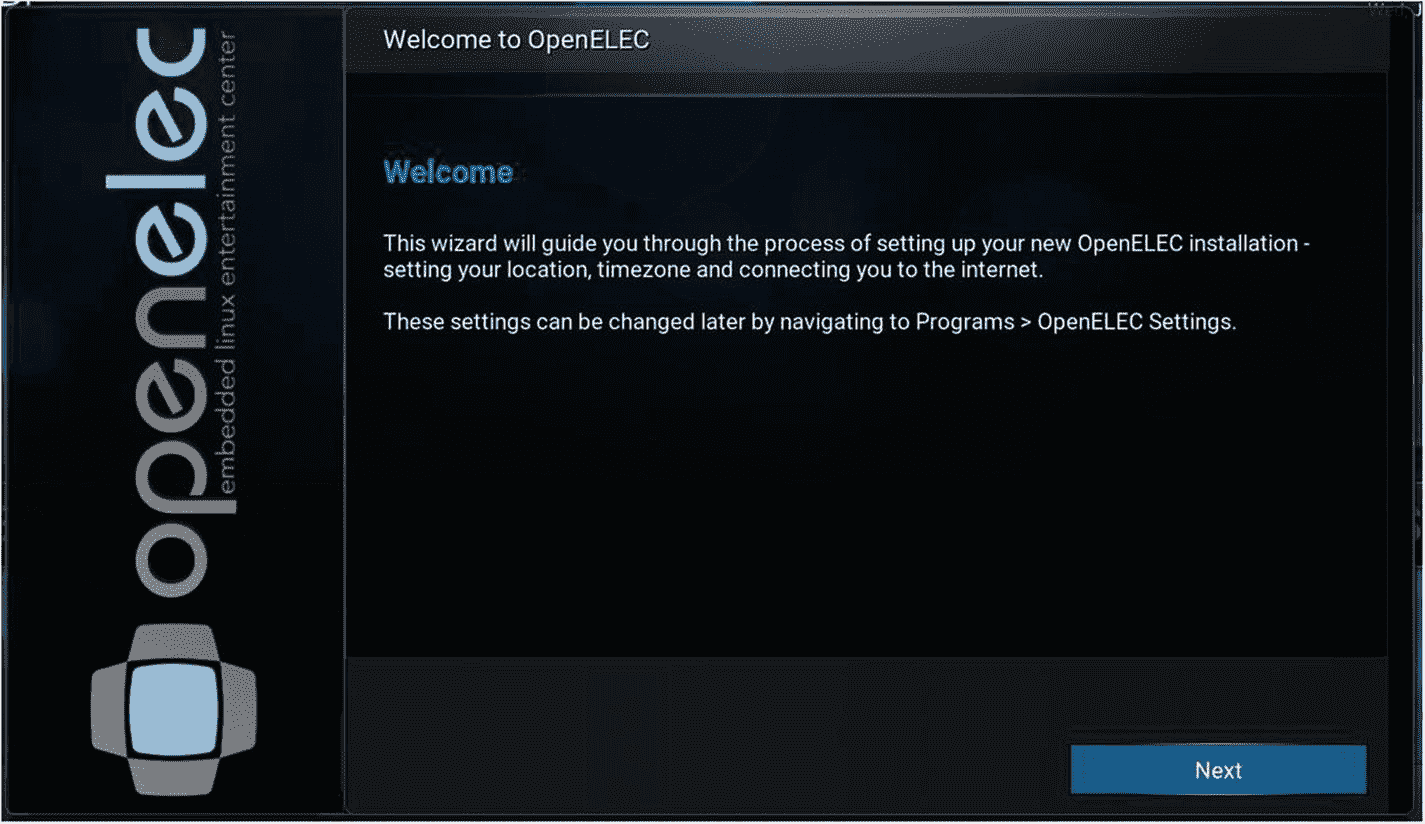 Welcome to OpenELEC
openelec
embedded linux entertainment center
Welcome
This wizard will guide you through the process of setting up your new OpenELEC installation -
setting your location, timezone and connecting you to the internet.
These settings can be changed later by navigating to Programs > OpenELEC Settings.
Next